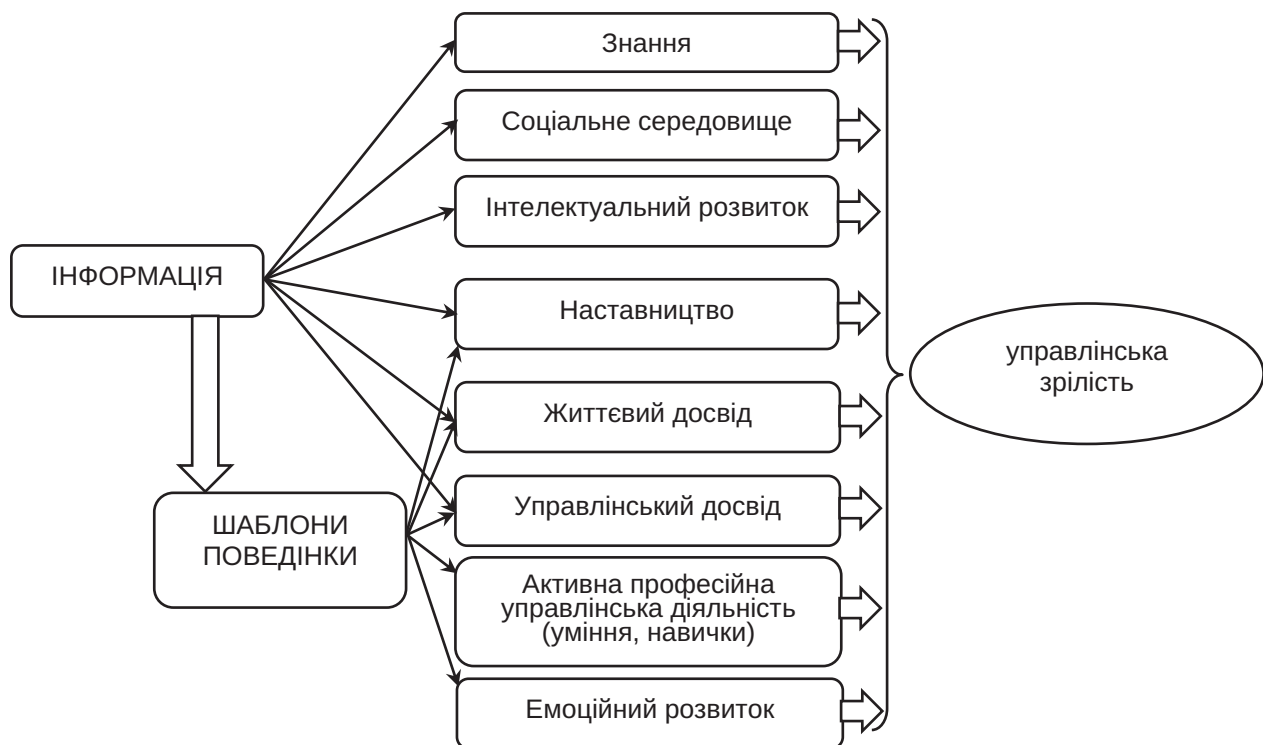 Знання
Соціальне середовище
Інтелектуальний розвиток
ІНФОРМАЦІЯ
Наставництво
управлінська
зрілість
Життєвий досвід
Управлінський досвід
ШАБЛОНИ
ПОВЕДІНКИ
Активна професійна
управлінська діяльність
(уміння, навички)
Емоційний розвиток